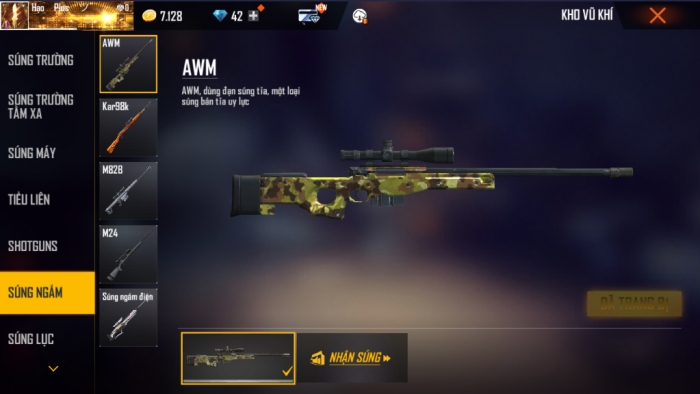 Hạo Plus
7.128
42 +
NEW
KHO VŨ KHÍ
SÚNG TRƯỜNG
SÚNG TRƯỜNG
TẦM XA
SÚNG MÁY
TIỂU LIÊN
SHOTGUNS
SÚNG NGẮM
SÚNG LỤC
AWM
Kar98k
M82B
M24
Súng ngắm điện
AWM
AWM, dùng đạn súng tỉa, một loại
súng bắn tỉa uy lực
ĐÃ TRANG BỊ
NHẬN SÚNG